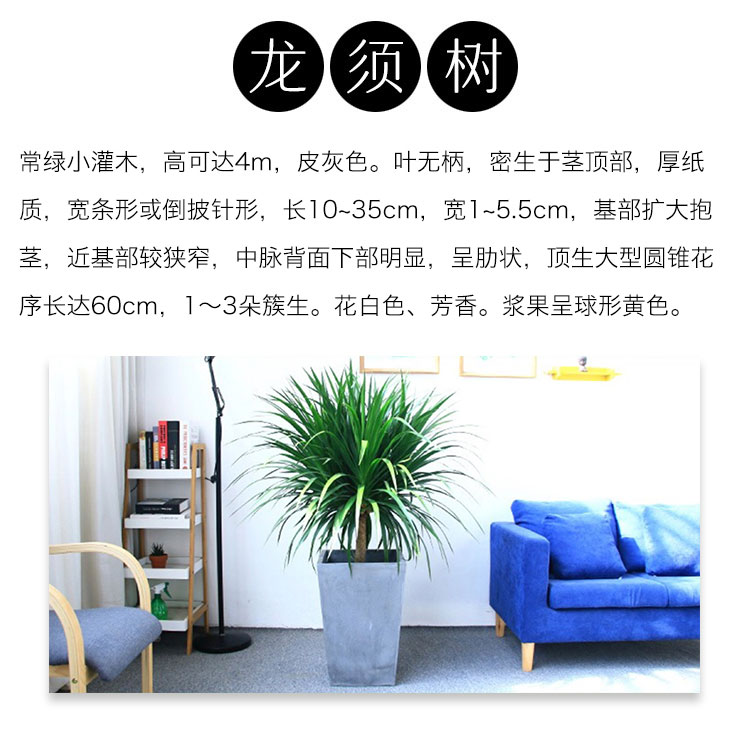 龙须树
常绿小灌木，高可达4m，皮灰色。叶无柄，密生于茎顶部，厚纸
质，宽条形或倒披针形，长10~35cm，宽1~5.5cm，基部扩大抱
茎，近基部较狭窄，中脉背面下部明显，呈肋状，顶生大型圆锥花
序长达60cm，1～3朵簇生。花白色、芳香。浆果呈球形黄色。